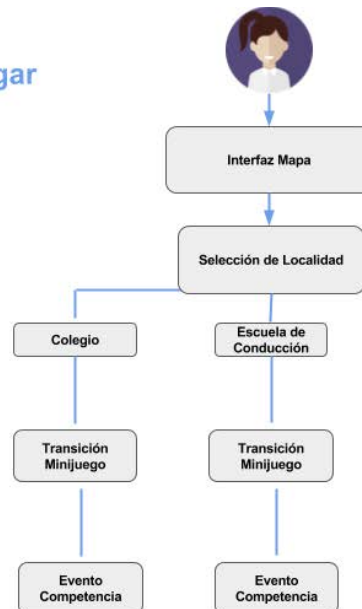 gar
Interfaz Mapa
Selección de Localidad
Colegio
Escuela de
Conducción
Transición
Minijuego
Transición
Minijuego
Evento
Competencia
Evento
Competencia